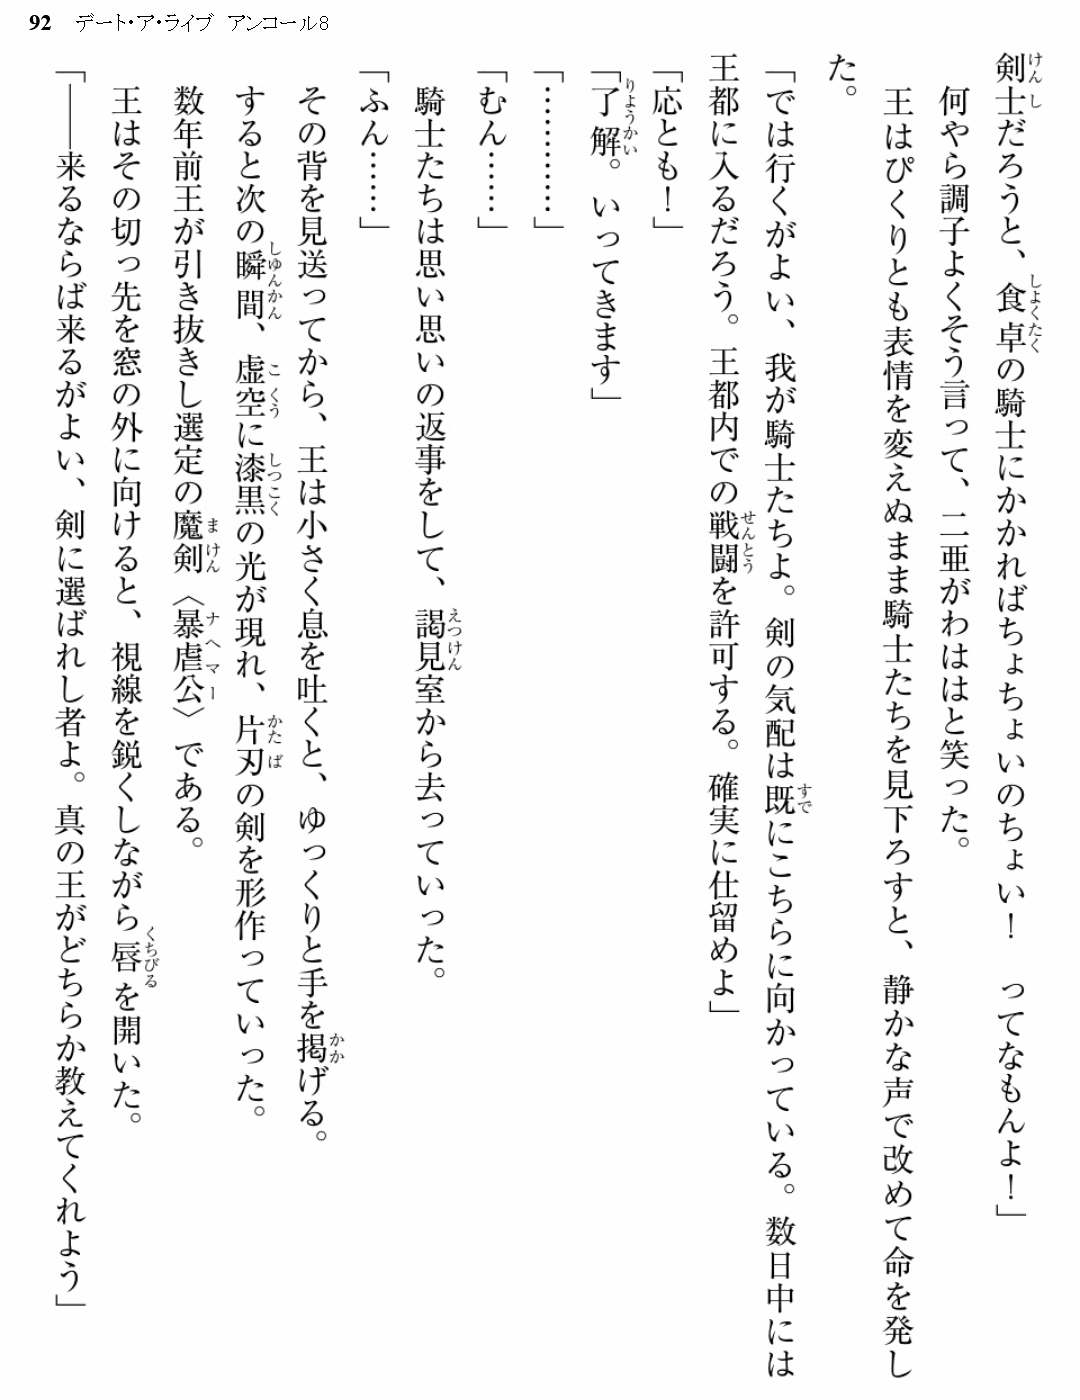 92 デート・ア・ライブ アンコール8
剣士だろうと、食卓の騎士にかかればちょちょいのちょい！ ってなもんよ！」
何やら調子よくそう言って、二亜がわははと笑った。
王はぴくりとも表情を変えぬまま騎士たちを見下ろすと、静かな声で改めて命を発し
た。
「では行くがよい、我が騎士たちよ。剣の気配は既にこちらに向かっている。数日中には
王都に入るだろう。王都内での戦闘を許可する。確実に仕留めよ」
「応とも！」
「了解。いってきます」
「…………」
「むん……」
「ふん……」
騎士たちは思い思いの返事をして、謁見室から去っていった。
その背を見送ってから、王は小さく息を吐くと、ゆっくりと手を掲げる。
すると次の瞬間、虚空に漆黒の光が現れ、片刃の剣を形作っていった。
数年前王が引き抜きし選定の魔剣〈暴虐公〉である。
王はその切っ先を窓の外に向けると、視線を鋭くしながら唇を開いた。
「――来るならば来るがよい、剣に選ばれし者よ。真の王がどちらか教えてくれよう」